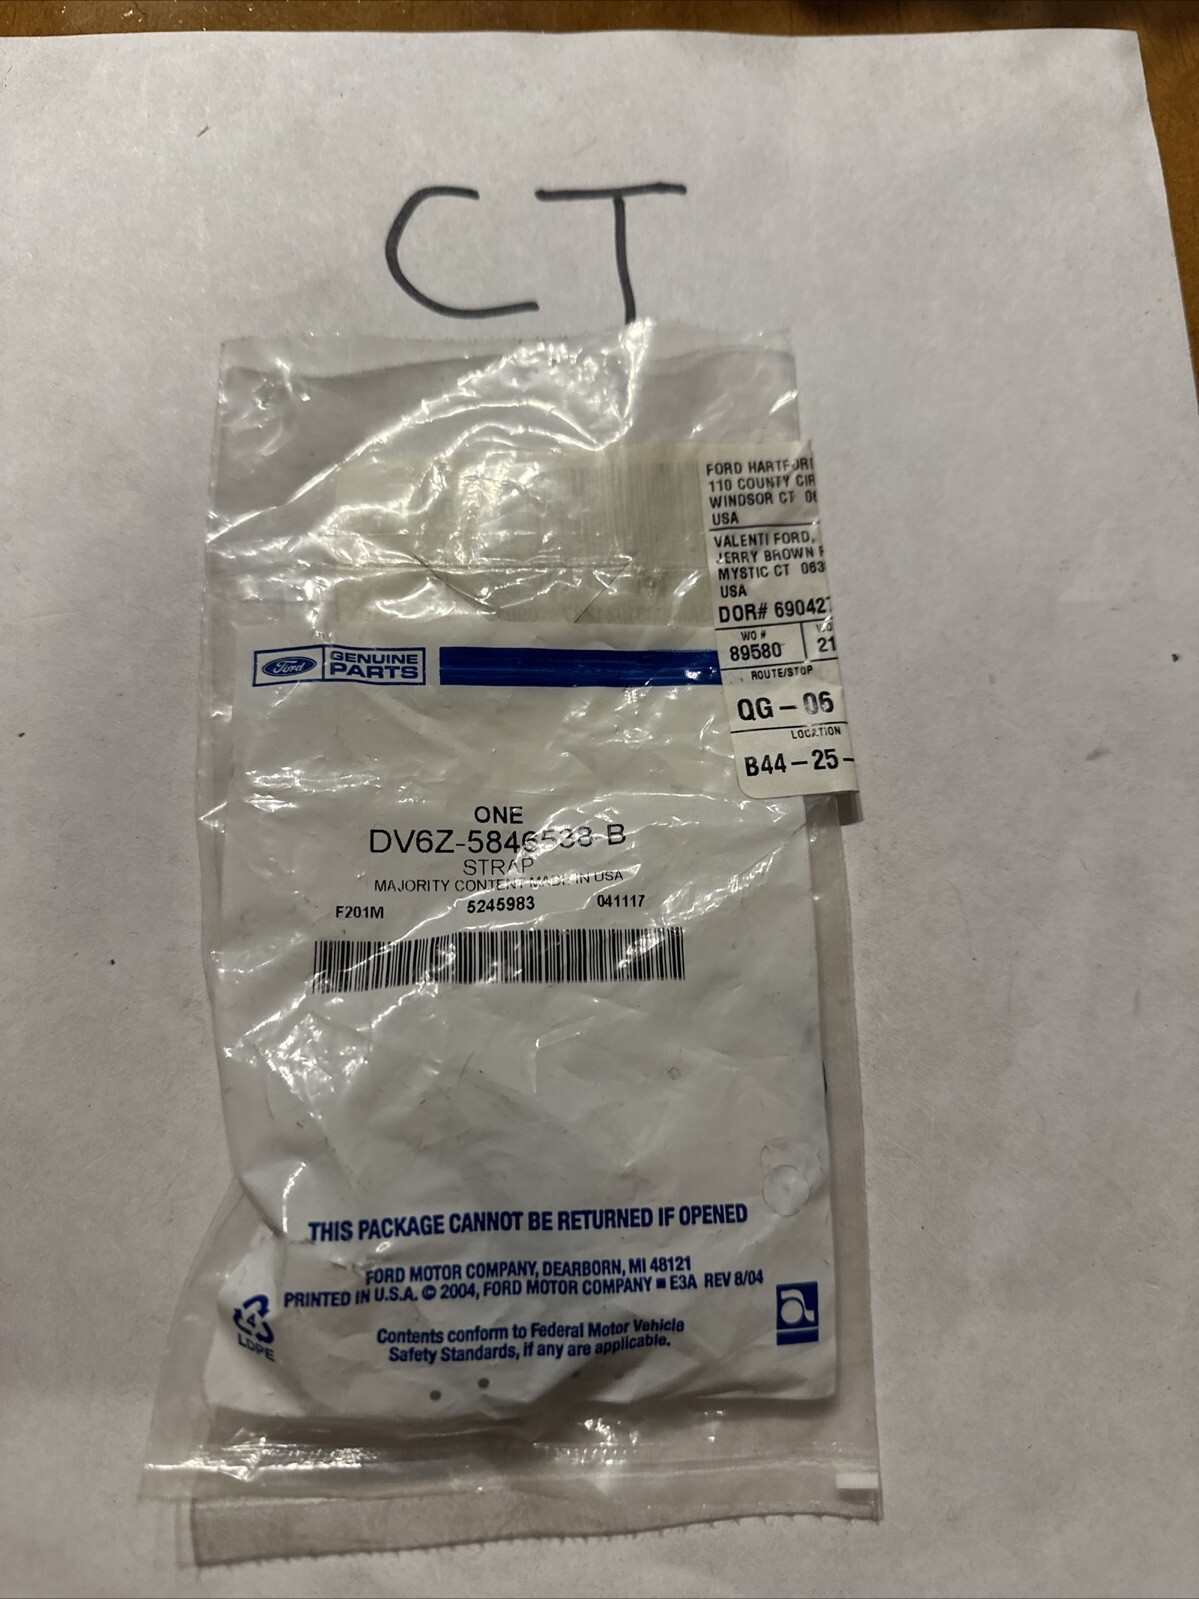 CT
FORD HARTFORD
110 COUNTY CIR
WINDSOR CT
USA
VALENTI FORD,
JERRY BROWN
MYSTIC CT 063
USA
DOR# 690427
WO #
89580 21
ROUTE/STOP
QG-06
LOCATION
B44-25-
Ford GENUINE
PARTS
ONE
DV6Z-5846538-B
STRAP
MAJORITY CONTENT MADE IN USA
F201M 5245983 041117
THIS PACKAGE CANNOT BE RETURNED IF OPENED
FORD MOTOR COMPANY, DEARBORN, MI 48121
PRINTED IN U.S.A. © 2004, FORD MOTOR COMPANY ■ E3A REV 8/04
Contents conform to Federal Motor Vehicle
Safety Standards, if any are applicable.
4
LDPE